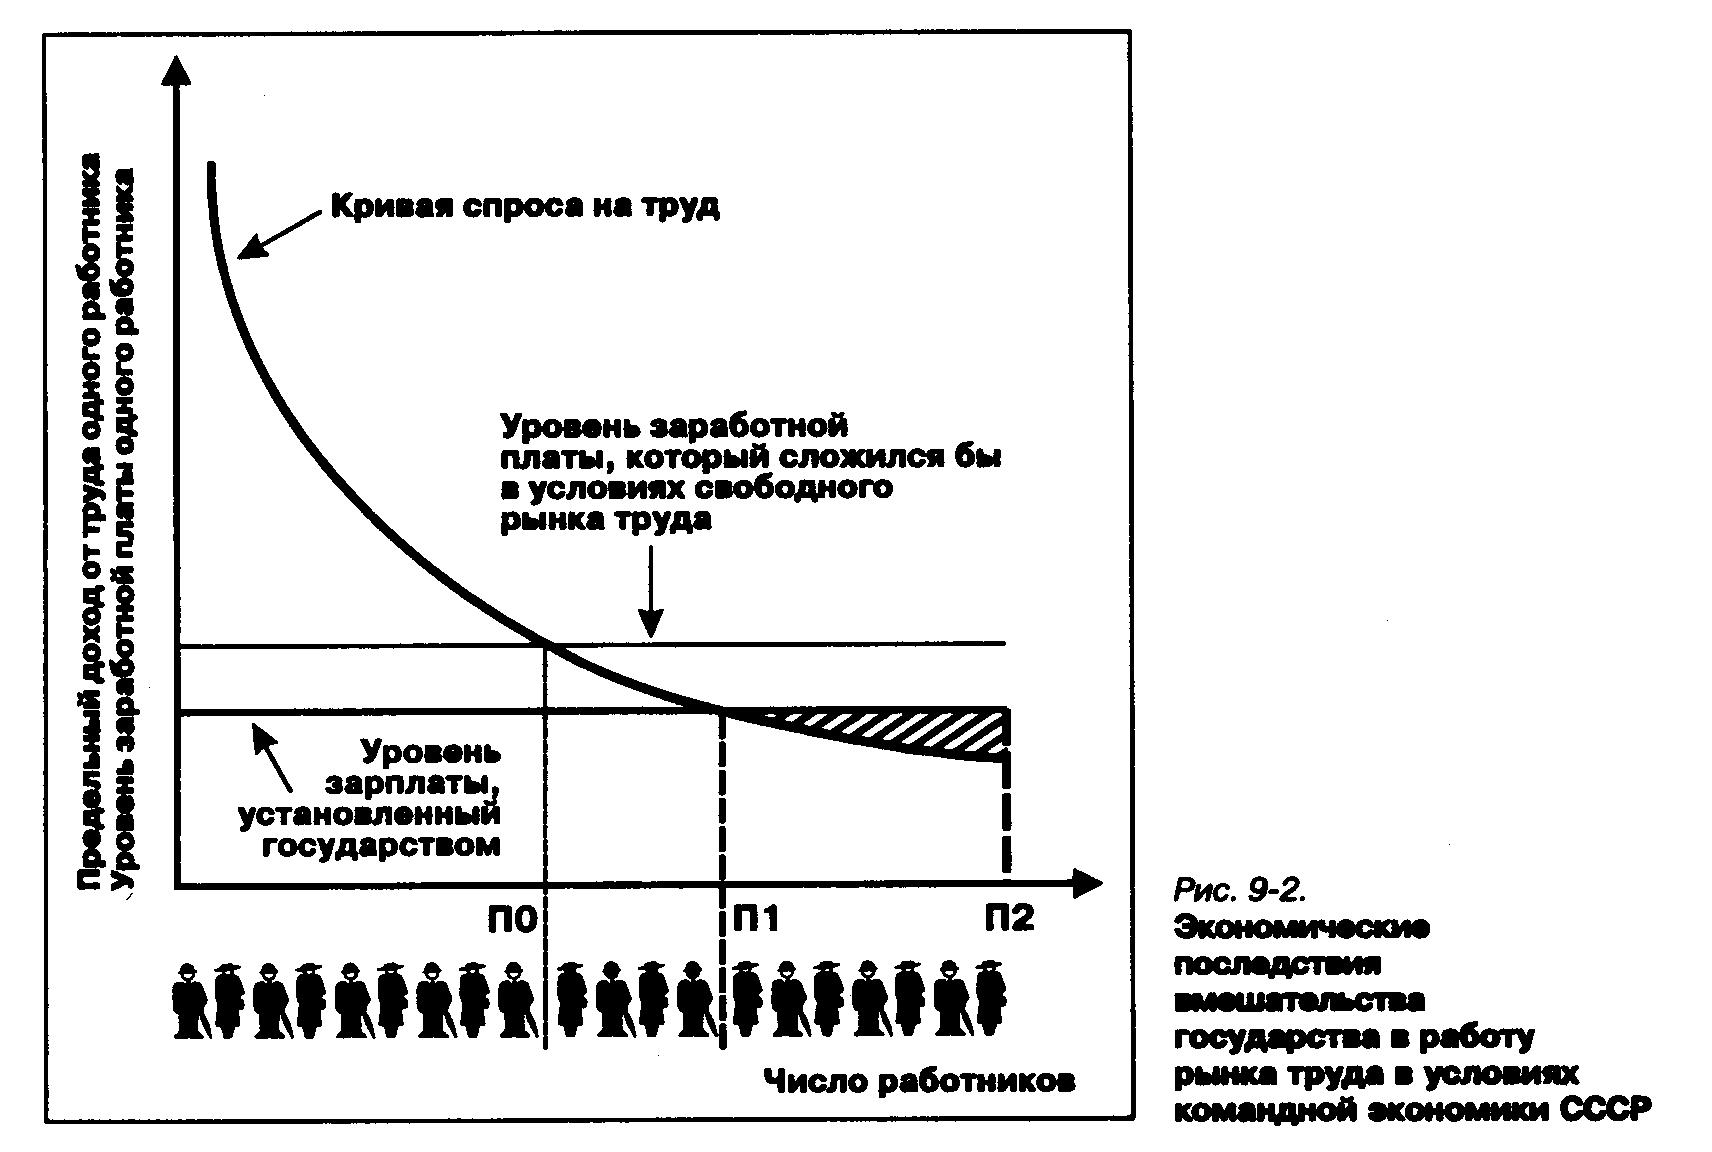 Предельный доход от труда одного работника
Уровень заработной платы одного работника
Кривая спроса на труд
Уровень заработной
платы, который сложился бы
в условиях свободного
рынка труда
Уровень
зарплаты,
установленный
государством
П0
П1
П2
Число работников
Рис. 9-2.
Экономические
последствия
вмешательства
государства в работу
рынка труда в условиях
командной экономики СССР